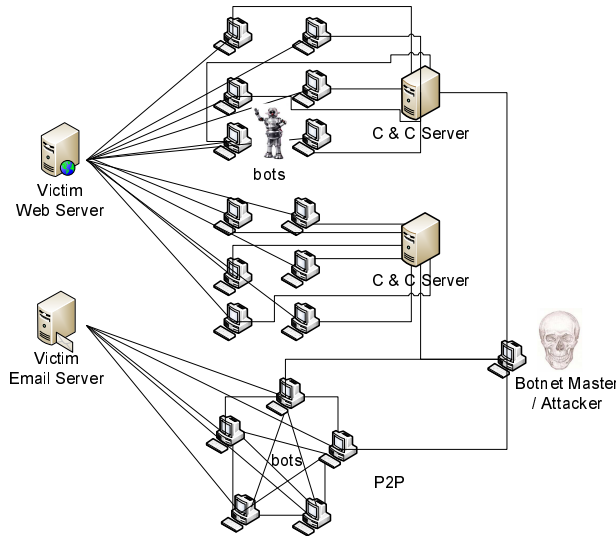 C & C Server
bots
Victim
Web Server
C & C Server
Victim
Email Server
Botnet Master
/ Attacker
bots
P2P